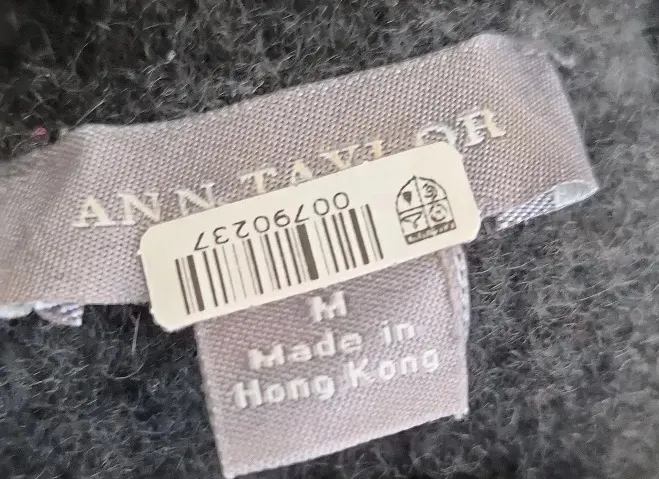 ANN TAYLOR
00790237
M
Made in
Hong Kong